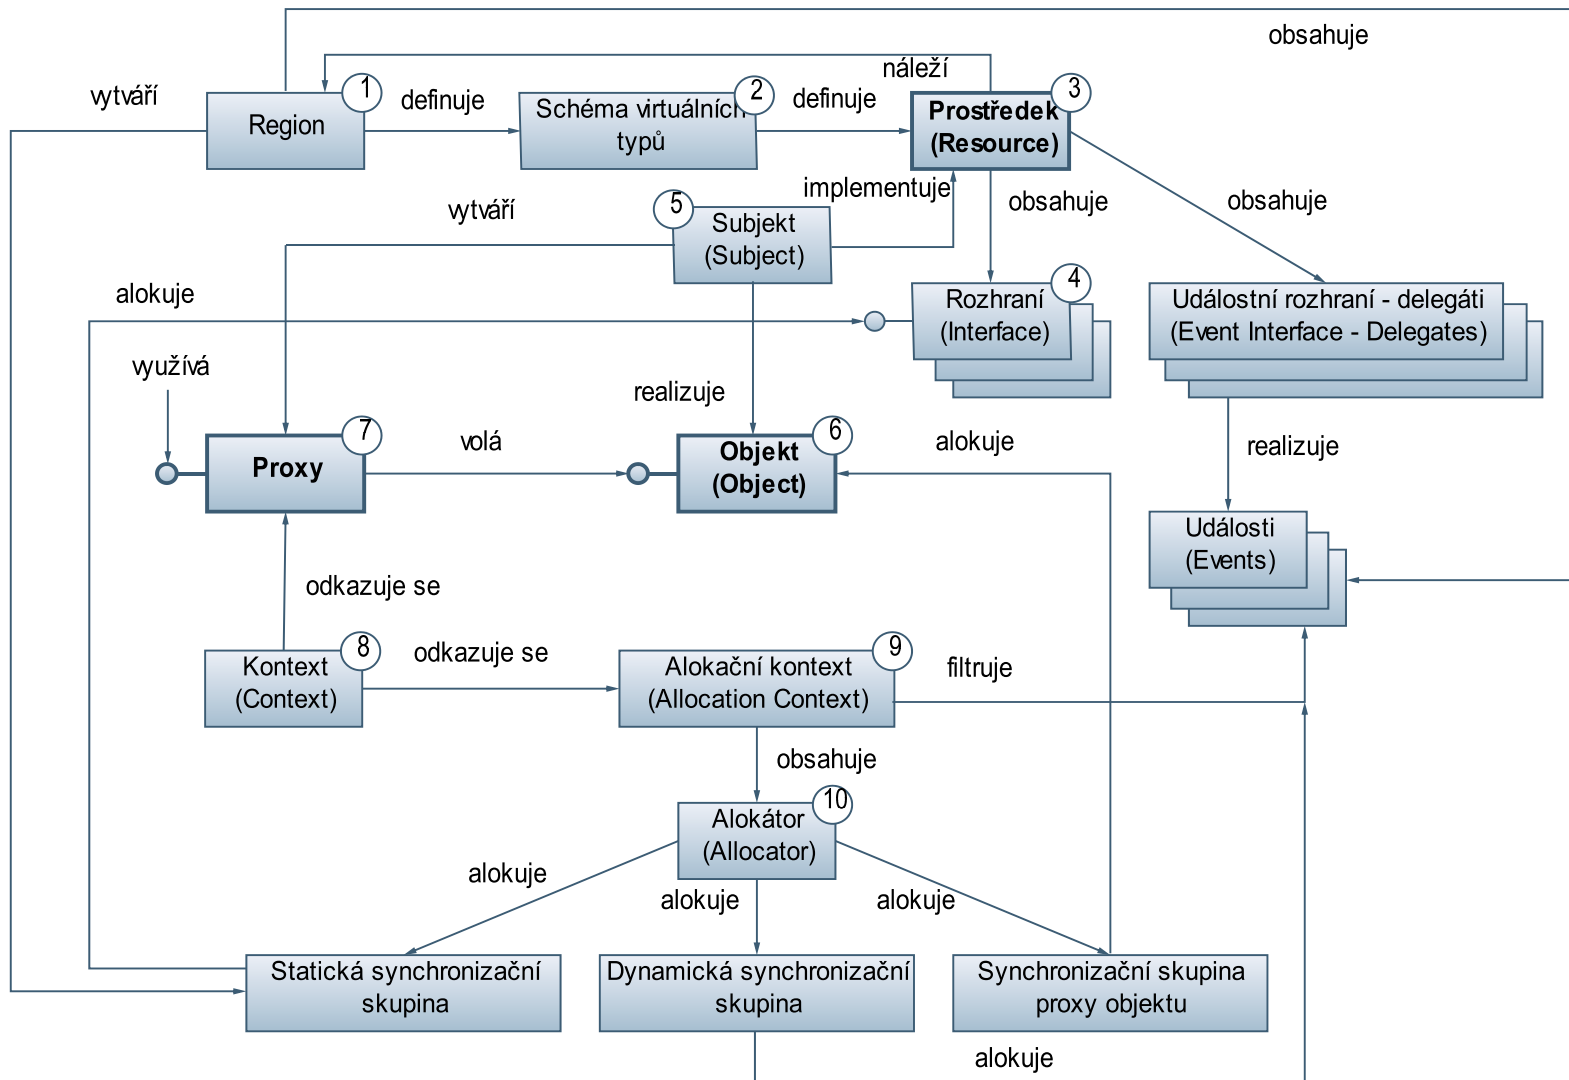 obsahuje
náleží
vytváří
definuje
definuje
1
2
3
Region
Schéma virtuálních
typů
Prostředek
(Resource)
implementuje
obsahuje
obsahuje
vytváří
5
Subjekt
(Subject)
alokuje
4
Rozhraní
(Interface)
Událostní rozhraní - delegáti
(Event Interface - Delegates)
využívá
realizuje
7
Proxy
volá
6
Objekt
(Object)
alokuje
realizuje
Události
(Events)
odkazuje se
8
Kontext
(Context)
odkazuje se
9
Alokační kontext
(Allocation Context)
filtruje
obsahuje
10
Alokátor
(Allocator)
alokuje
alokuje
alokuje
Statická synchronizační
skupina
Dynamická synchronizační
skupina
Synchronizační skupina
proxy objektu
alokuje